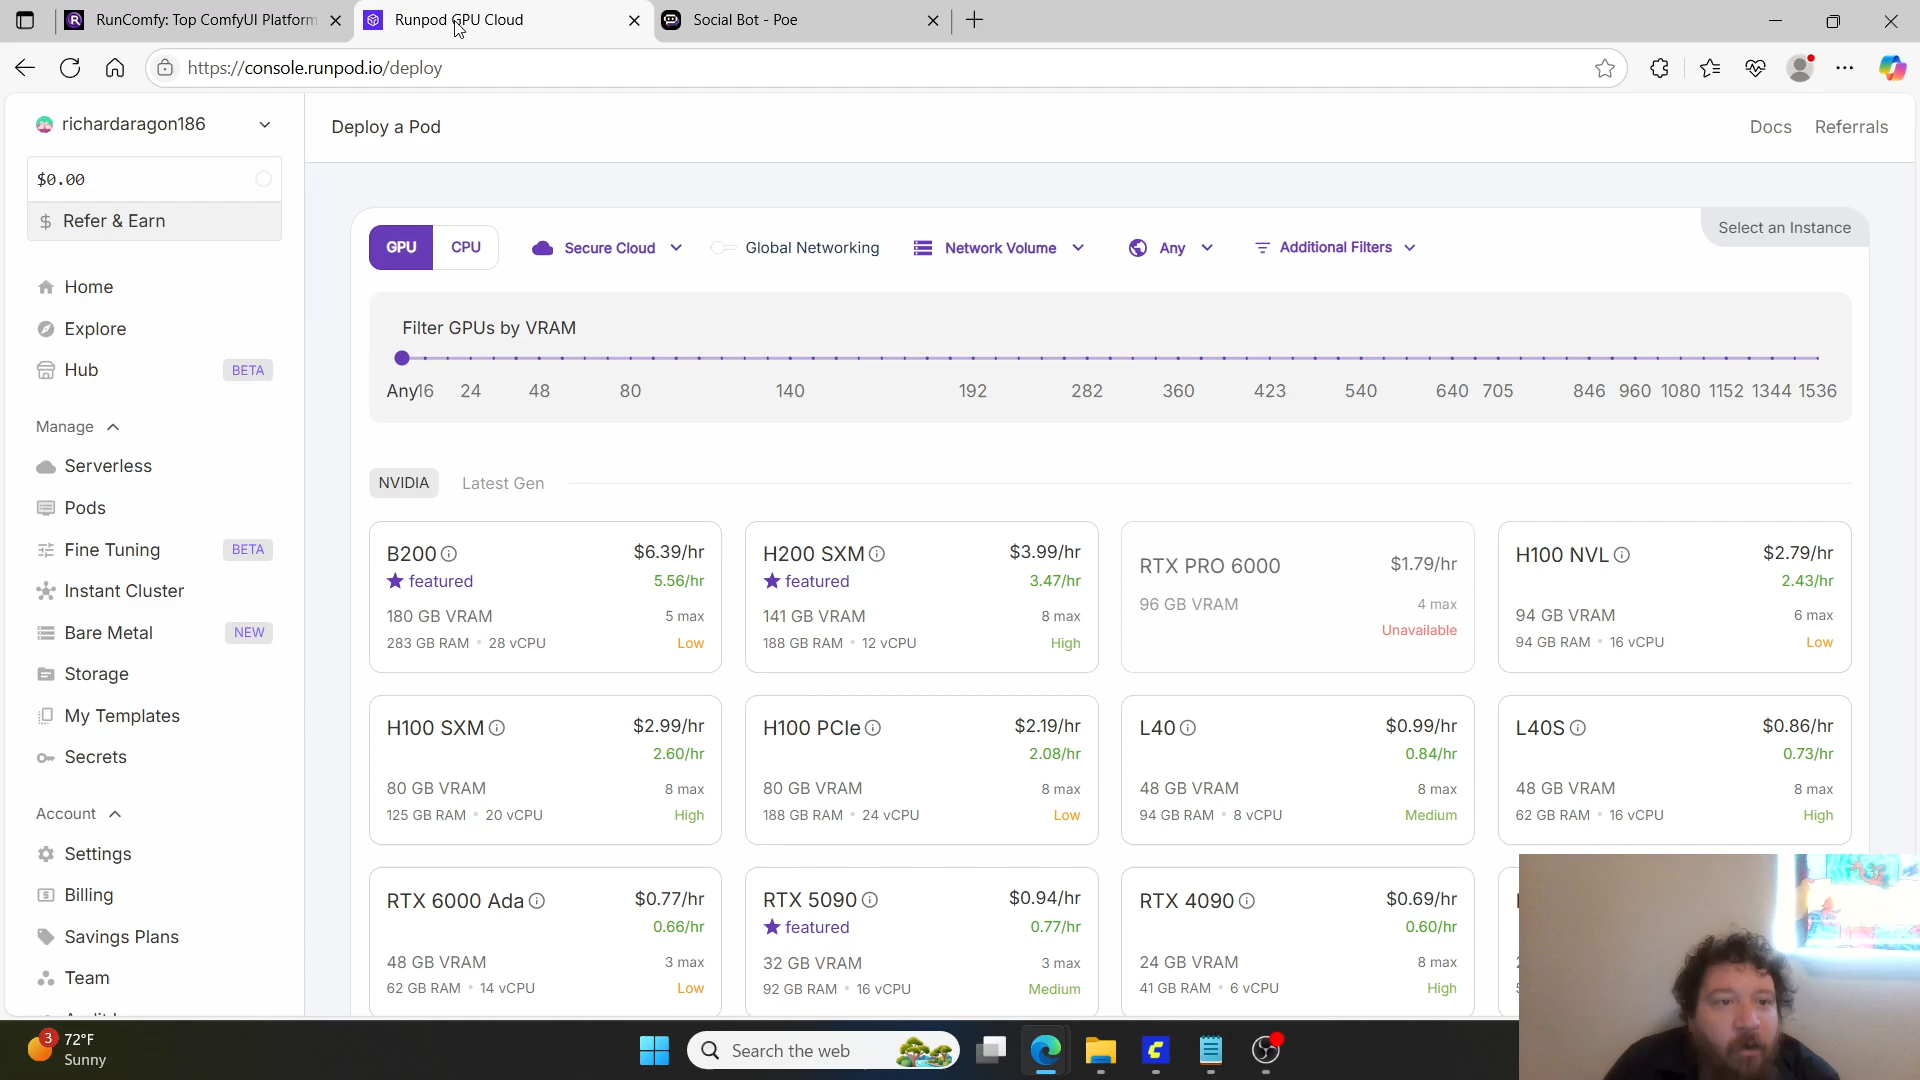 RunComfy: Top ComfyUI Platform
Runpod GPU Cloud
Social Bot - Poe
https://console.runpod.io/deploy
richardaragon186
Deploy a Pod
Docs
Referrals
$0.00
Refer & Earn
Select an Instance
GPU
CPU
Secure Cloud
Global Networking
Network Volume
Any
Additional Filters
Home
Explore
Hub
BETA
Manage
Serverless
Pods
Fine Tuning
BETA
Instant Cluster
Bare Metal
NEW
Storage
My Templates
Secrets
Account
Settings
Billing
Savings Plans
Team
Filter GPUs by VRAM
Any 16 24 48 80 140 192 282 360 423 540 640 705 846 960 1080 1152 1344 1536
NVIDIA
Latest Gen
B200 $6.39/hr
featured 5.56/hr
180 GB VRAM 5 max
283 GB RAM • 28 vCPU Low
H200 SXM $3.99/hr
featured 3.47/hr
141 GB VRAM 8 max
188 GB RAM • 12 vCPU High
RTX PRO 6000 $1.79/hr
96 GB VRAM 4 max
Unavailable
H100 NVL $2.79/hr
2.43/hr
94 GB VRAM 6 max
94 GB RAM • 16 vCPU Low
H100 SXM $2.99/hr
2.60/hr
80 GB VRAM 8 max
125 GB RAM • 20 vCPU High
H100 PCIe $2.19/hr
2.08/hr
80 GB VRAM 8 max
188 GB RAM • 24 vCPU Low
L40 $0.99/hr
0.84/hr
48 GB VRAM 8 max
94 GB RAM • 8 vCPU Medium
L40S $0.86/hr
0.73/hr
48 GB VRAM 8 max
62 GB RAM • 16 vCPU High
RTX 6000 Ada $0.77/hr
0.66/hr
48 GB VRAM 3 max
62 GB RAM • 14 vCPU Low
RTX 5090 $0.94/hr
featured 0.77/hr
32 GB VRAM 3 max
92 GB RAM • 16 vCPU Medium
RTX 4090 $0.69/hr
0.60/hr
24 GB VRAM 8 max
41 GB RAM • 6 vCPU High
3
72°F
Sunny
Search the web